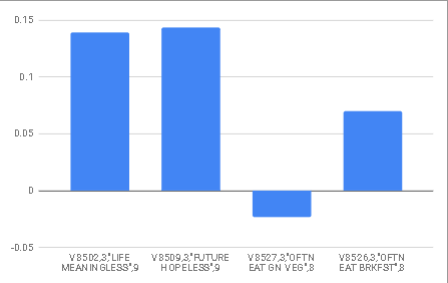 0.15
0.1
0.05
0
-0.05
V8502,3,"LIFE
MEANINGLESS",9
V8509,3,"FUTURE
HOPELESS",9
V8527,3,"OFTN
EAT GN VEG",8
V8526,3,"OFTN
EAT BRKFST",8